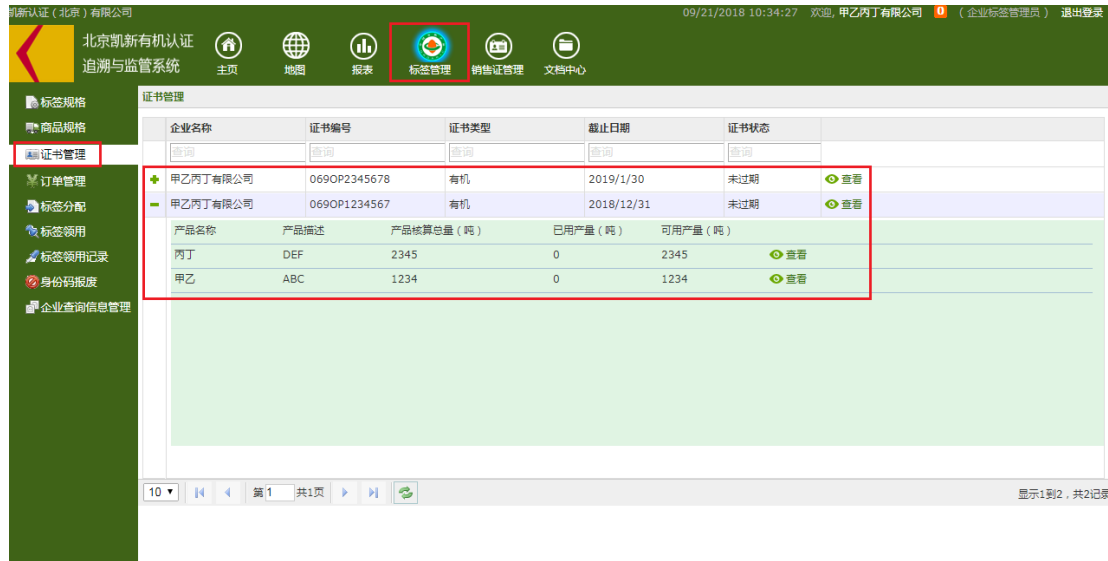 凯新认证(北京)有限公司
09/21/2018 10:34:27 欢迎, 甲乙丙丁有限公司 0 (企业标签管理员) 退出登录
北京凯新有机认证
追溯与监管系统
主页 地图 报表 标签管理 销售证管理 文档中心
标签规格
商品规格
证书管理
订单管理
标签分配
标签领用
标签领用记录
身份码报废
企业查询信息管理
证书管理
企业名称 证书编号 证书类型 截止日期 证书状态
查询 查询 查询 查询 查询
甲乙丙丁有限公司 069OP2345678 有机 2019/1/30 未过期 查看
甲乙丙丁有限公司 069OP1234567 有机 2018/12/31 未过期 查看
产品名称 产品描述 产品核算总量(吨) 已用产量(吨) 可用产量(吨)
丙丁 DEF 2345 0 2345 查看
甲乙 ABC 1234 0 1234 查看
10 第 1 共1页
显示1到2,共2记录